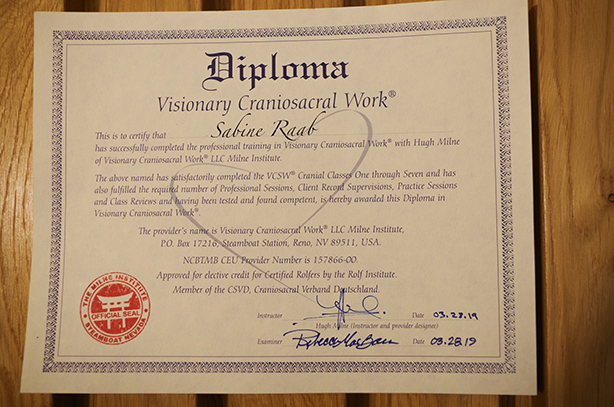 Diploma
Visionary Craniosacral Work®
Sabine Raab
This is to certify that
has successfully completed the professional training in Visionary Craniosacral Work® with Hugh Milne
of Visionary Craniosacral Work® LLC Milne Institute.
The above named has satisfactorily completed the VCSW® Cranial Classes One through Seven and has
also fulfilled the required number of Professional Sessions, Client Record Supervisions, Practice Sessions
and Class Reviews and having been tested and found competent, is hereby awarded this Diploma in
Visionary Craniosacral Work®.
The provider's name is Visionary Craniosacral Work® LLC Milne Institute,
P.O. Box 17216, Steamboat Station, Reno, NV 89511, USA.
NCBTMB CEU Provider Number is 157866-00.
Approved for elective credit for Certified Rolfers by the Rolf Institute.
Member of the CSVD, Craniosacral Verband Deutschland.
THE MILNE INSTITUTE
OFFICIAL SEAL
STEAMBOAT NEVADA
Instructor Date 03.28.19
Hugh Milne (Instructor and provider designer)
Examiner Date 03.28.19